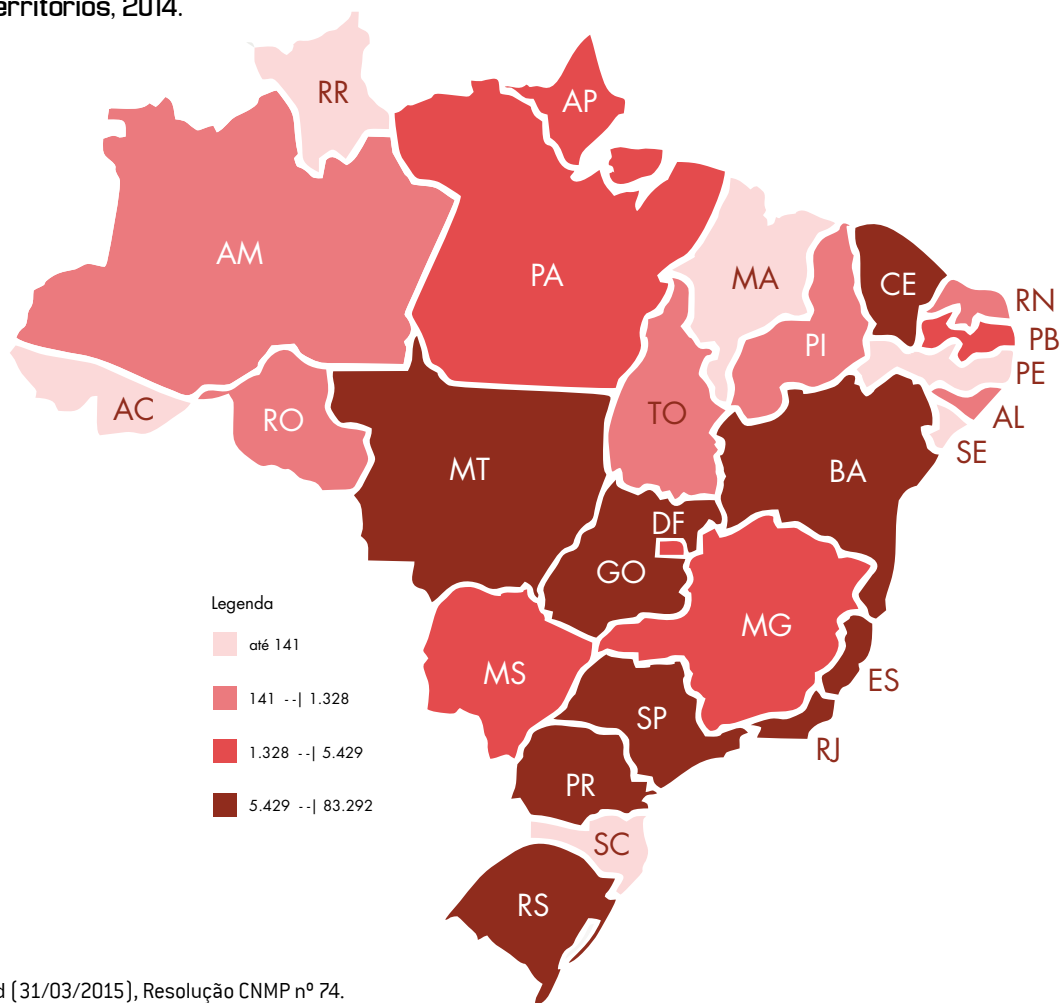 erritórios, 2014.
RR
AP
AM
PA
MA
CE
RN
PI
PB
PE
AC
RO
TO
AL
SE
MT
BA
DF
GO
MG
MS
ES
SP
RJ
PR
SC
RS
Legenda
até 141
141 --| 1.328
1.328 --| 5.429
5.429 --| 83.292
d (31/03/2015), Resolução CNMP nº 74.